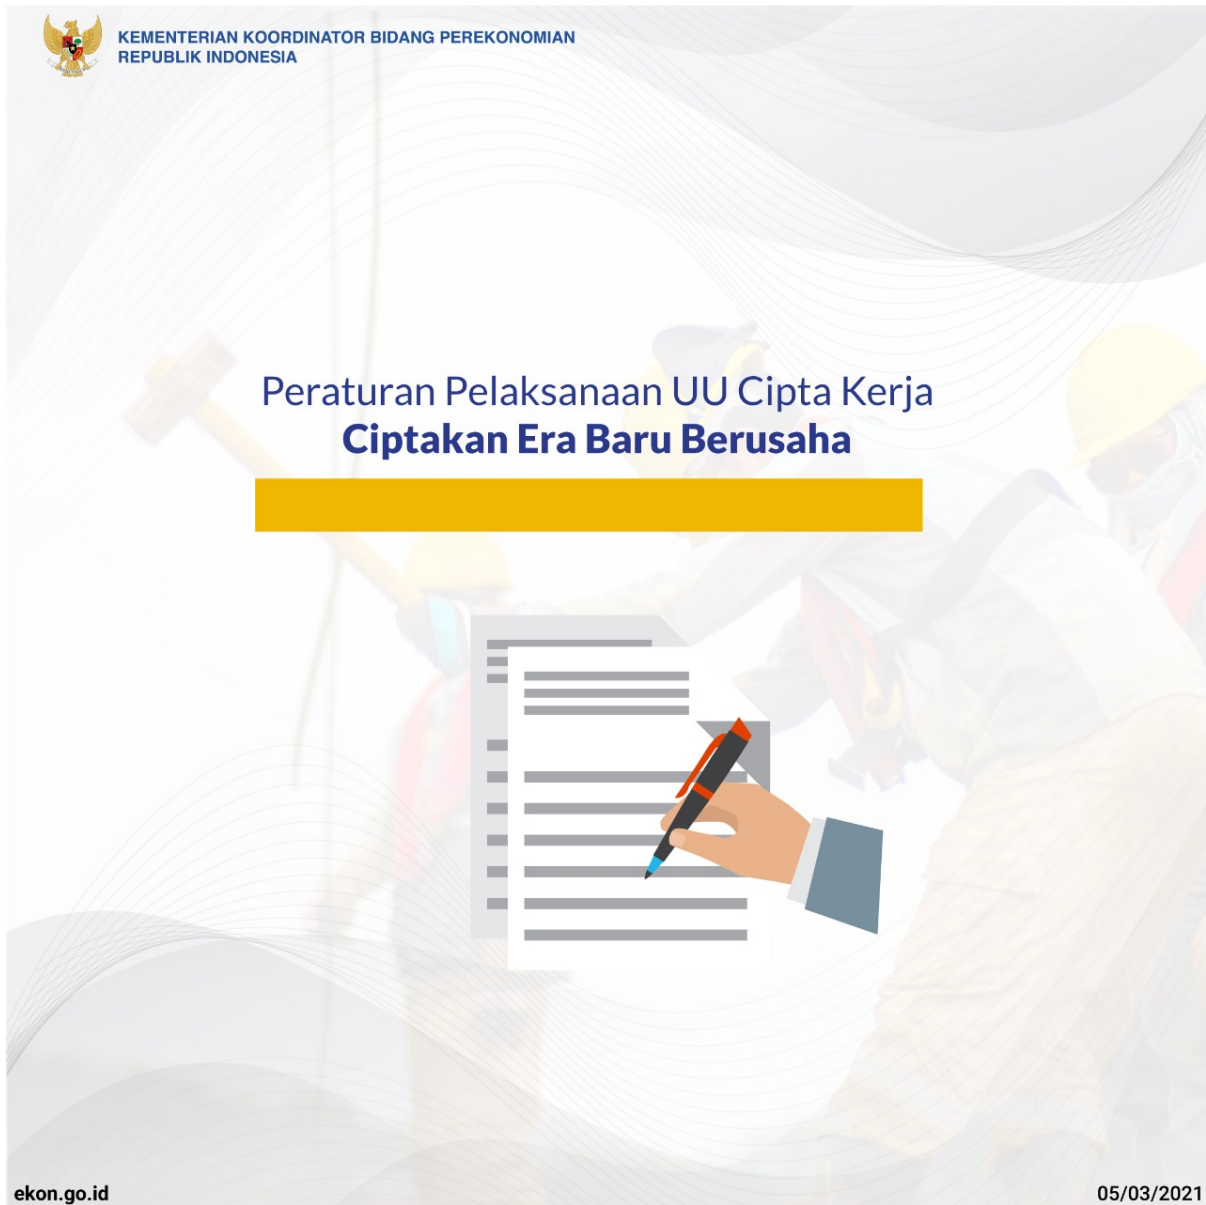 KEMENTERIAN KOORDINATOR BIDANG PEREKONOMIAN
REPUBLIK INDONESIA
Peraturan Pelaksanaan UU Cipta Kerja
Ciptakan Era Baru Berusaha
ekon.go.id
05/03/2021